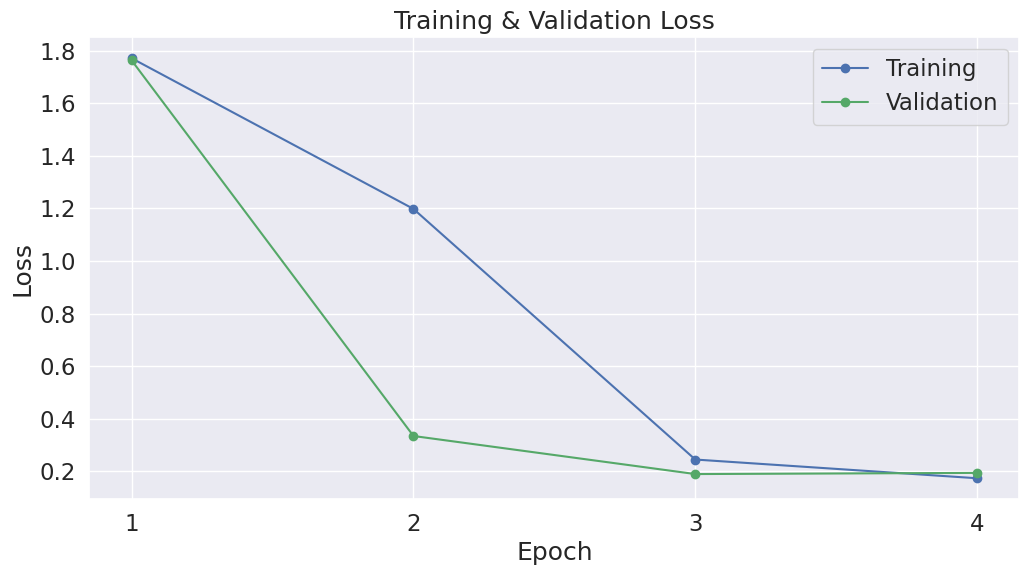 Training & Validation Loss
1.8
1.6
1.4
1.2
1.0
0.8
0.6
0.4
0.2
Loss
Training
Validation
1 2 3 4
Epoch